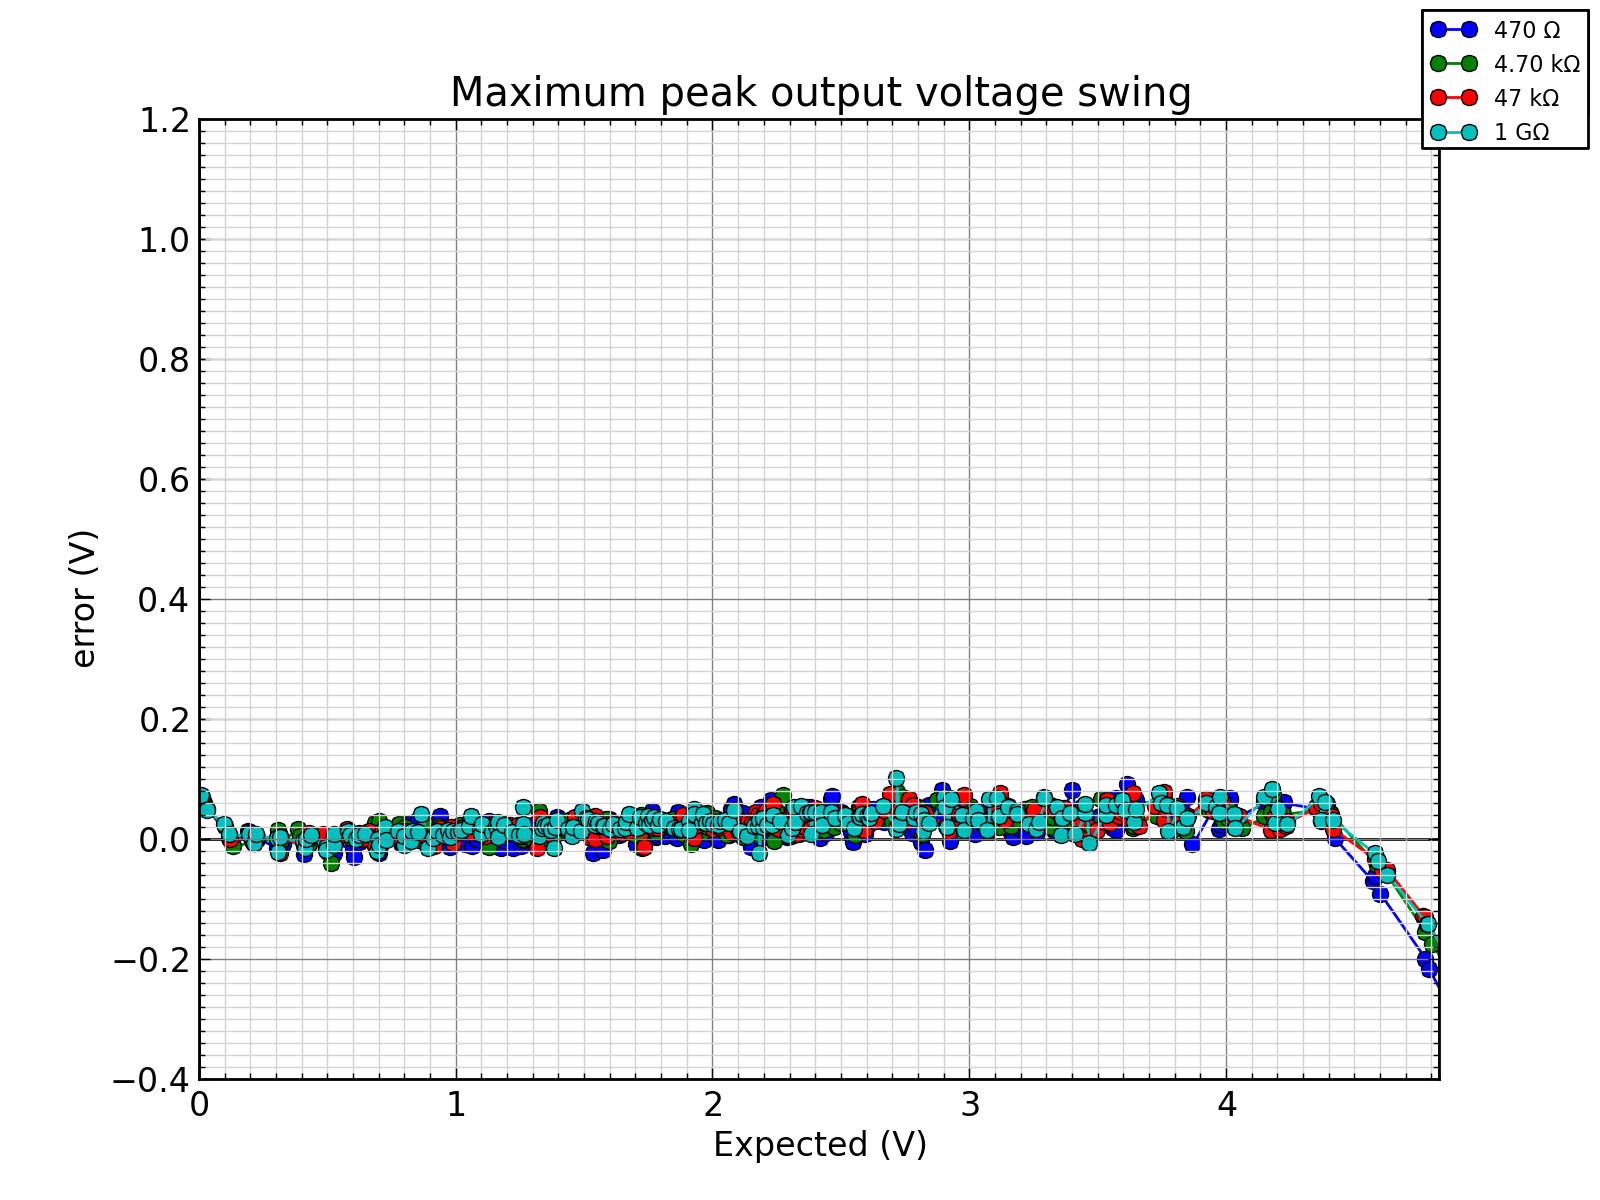 470 Ω
4.70 kΩ
47 kΩ
1 GΩ
Maximum peak output voltage swing
1.2
1.0
0.8
0.6
0.4
0.2
0.0
−0.2
−0.4
error (V)
0 1 2 3 4
Expected (V)